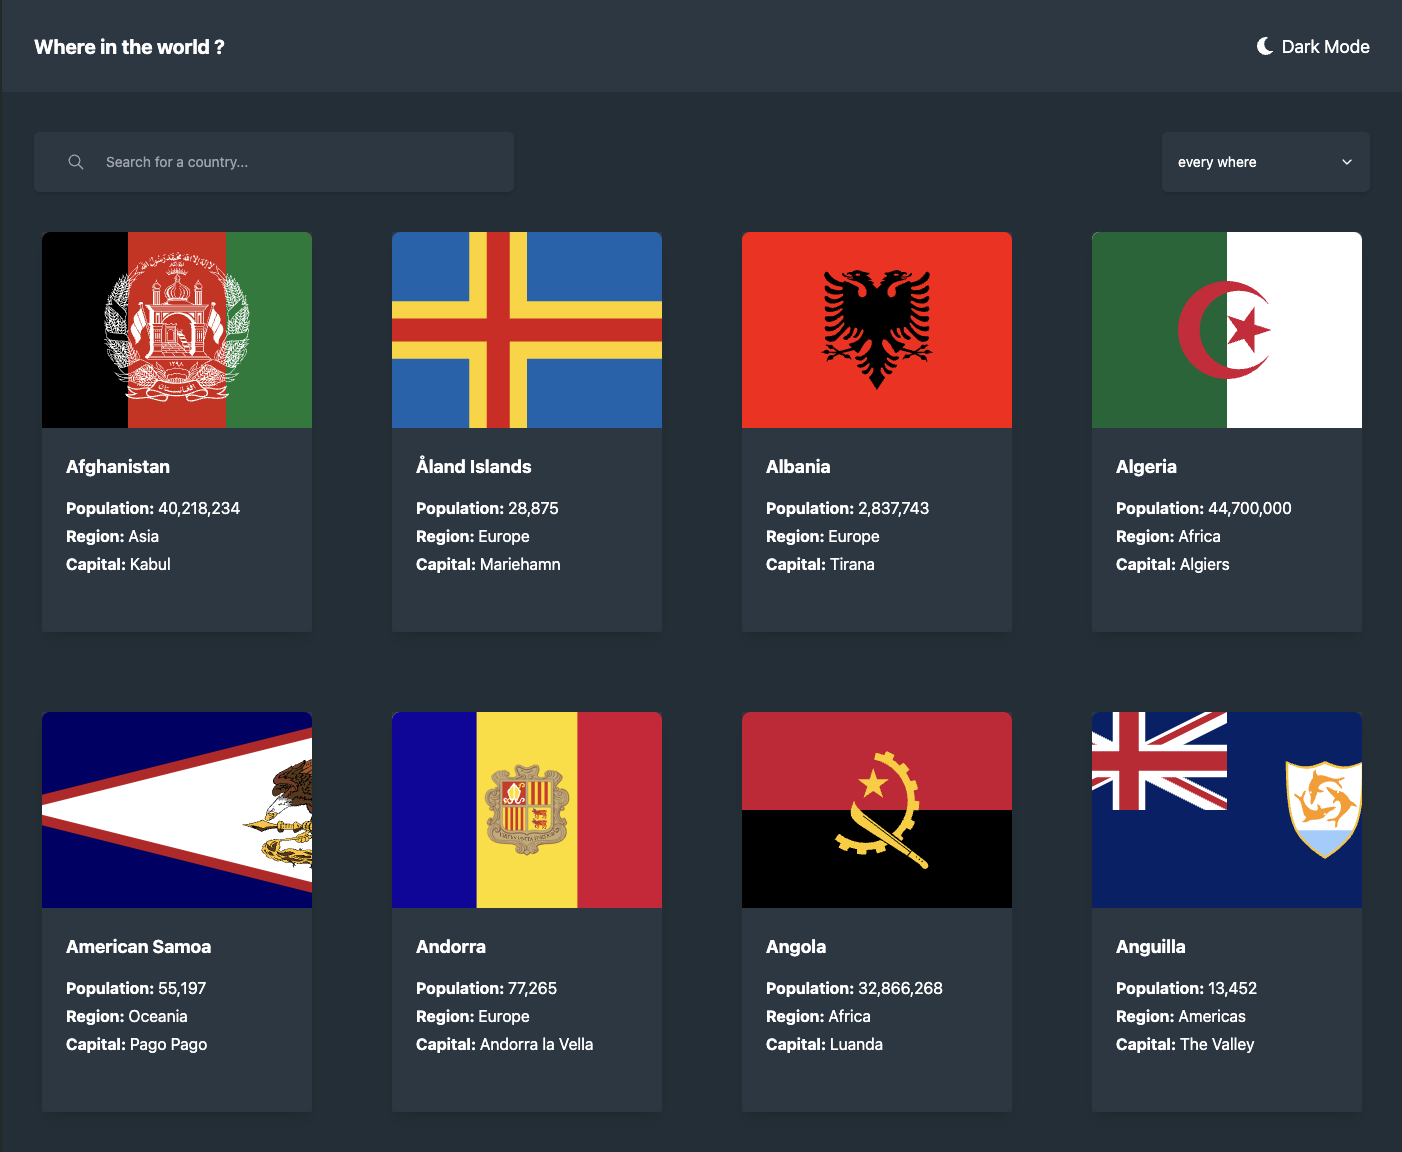 Where in the world ?
Dark Mode
Search for a country...
every where
Afghanistan
Population: 40,218,234
Region: Asia
Capital: Kabul
Åland Islands
Population: 28,875
Region: Europe
Capital: Mariehamn
Albania
Population: 2,837,743
Region: Europe
Capital: Tirana
Algeria
Population: 44,700,000
Region: Africa
Capital: Algiers
American Samoa
Population: 55,197
Region: Oceania
Capital: Pago Pago
Andorra
Population: 77,265
Region: Europe
Capital: Andorra la Vella
Angola
Population: 32,866,268
Region: Africa
Capital: Luanda
Anguilla
Population: 13,452
Region: Americas
Capital: The Valley